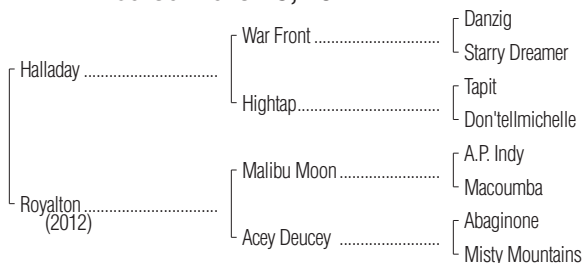 Halladay
Royalton
(2012)
War Front
Hightap
Malibu Moon
Acey Deucey
Danzig
Starry Dreamer
Tapit
Don'tellmichelle
A.P. Indy
Macoumba
Abaginone
Misty Mountains